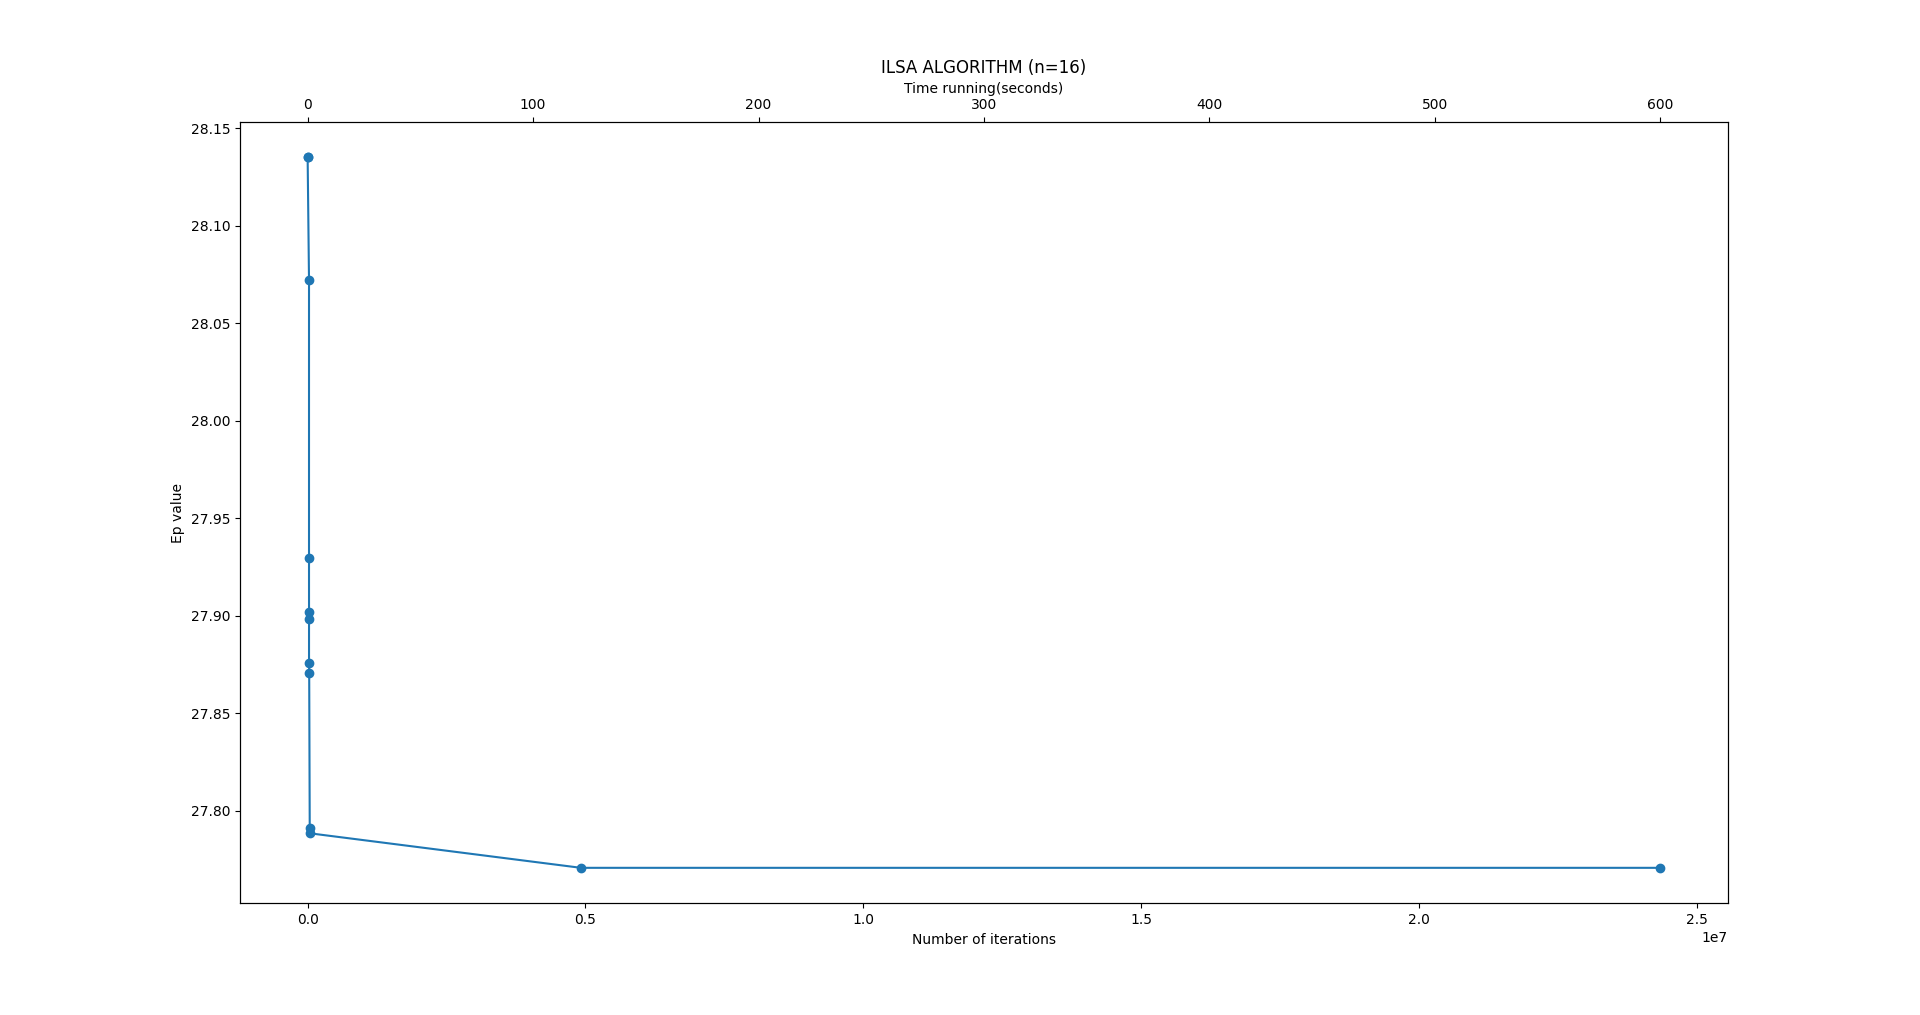 ILSA ALGORITHM (n=16)
Time running(seconds)
0 100 200 300 400 500 600
28.15
28.10
28.05
28.00
27.95
27.90
27.85
27.80
Ep value
0.0 0.5 1.0 1.5 2.0 2.5
1e7
Number of iterations